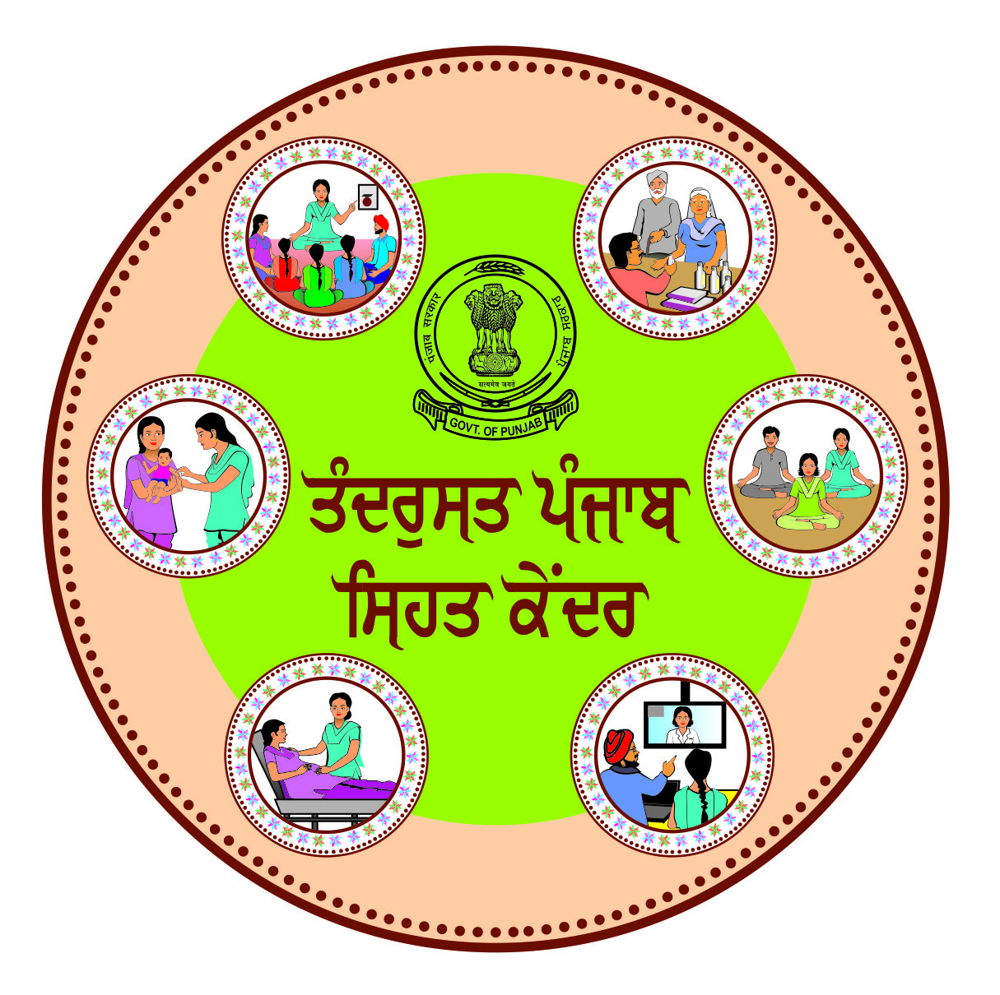 पंजाब सरकार
ਪੰਜਾਬ ਸਰਕਾਰ
सत्यमेव जयते
GOVT. OF PUNJAB
ਤੰਦਰੁਸਤ ਪੰਜਾਬ
ਸਿਹਤ ਕੇਂਦਰ